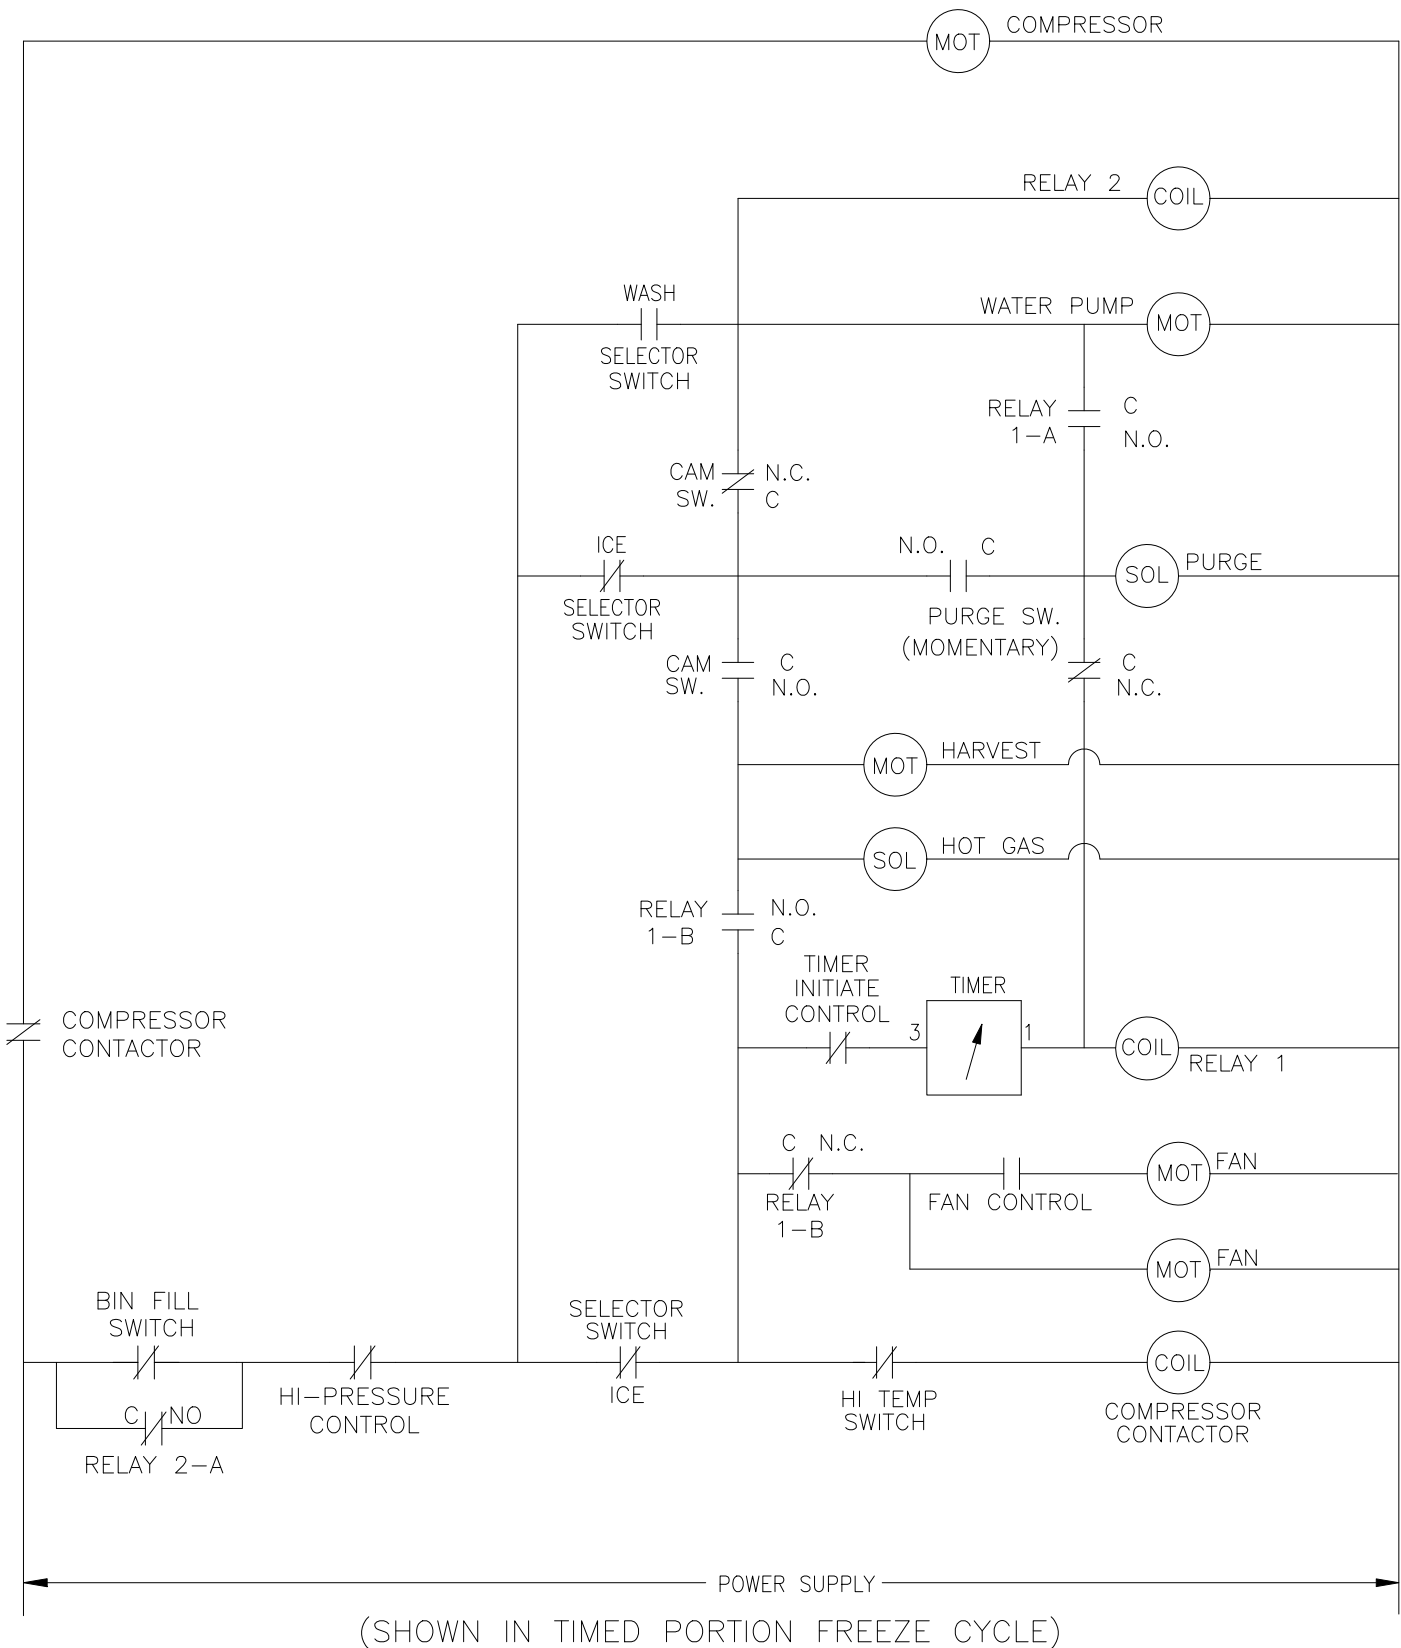 MOT COMPRESSOR
RELAY 2 COIL
WASH
SELECTOR
SWITCH
WATER PUMP MOT
RELAY
1-A
C
N.O.
CAM
SW.
N.C.
C
ICE
SELECTOR
SWITCH
N.O. C
PURGE SW.
(MOMENTARY)
SOL PURGE
CAM
SW.
C
N.O.
C
N.C.
MOT HARVEST
SOL HOT GAS
RELAY
1-B
N.O.
C
TIMER
INITIATE
CONTROL
TIMER
3 1
COIL
RELAY 1
COMPRESSOR
CONTACTOR
C N.C.
RELAY
1-B
FAN CONTROL
MOT FAN
MOT FAN
BIN FILL
SWITCH
C NO
RELAY 2-A
HI-PRESSURE
CONTROL
SELECTOR
SWITCH
ICE
HI TEMP
SWITCH
COIL
COMPRESSOR
CONTACTOR
POWER SUPPLY
(SHOWN IN TIMED PORTION FREEZE CYCLE)